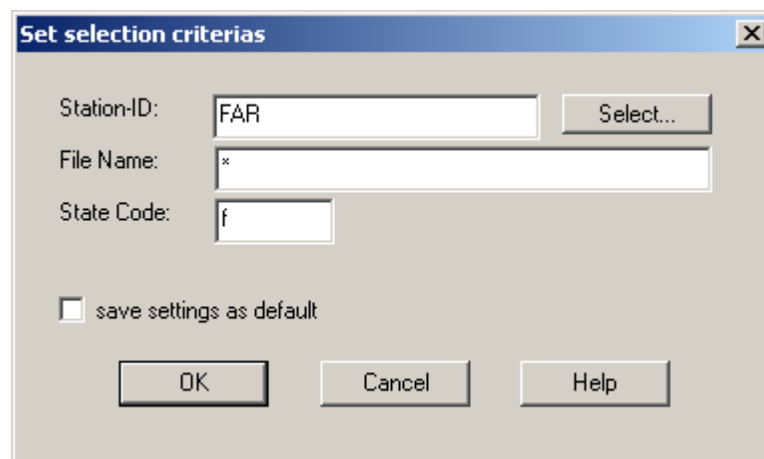 Set selection criterias
Station-ID: FAR Select...
File Name: *
State Code: f
save settings as default
OK Cancel Help